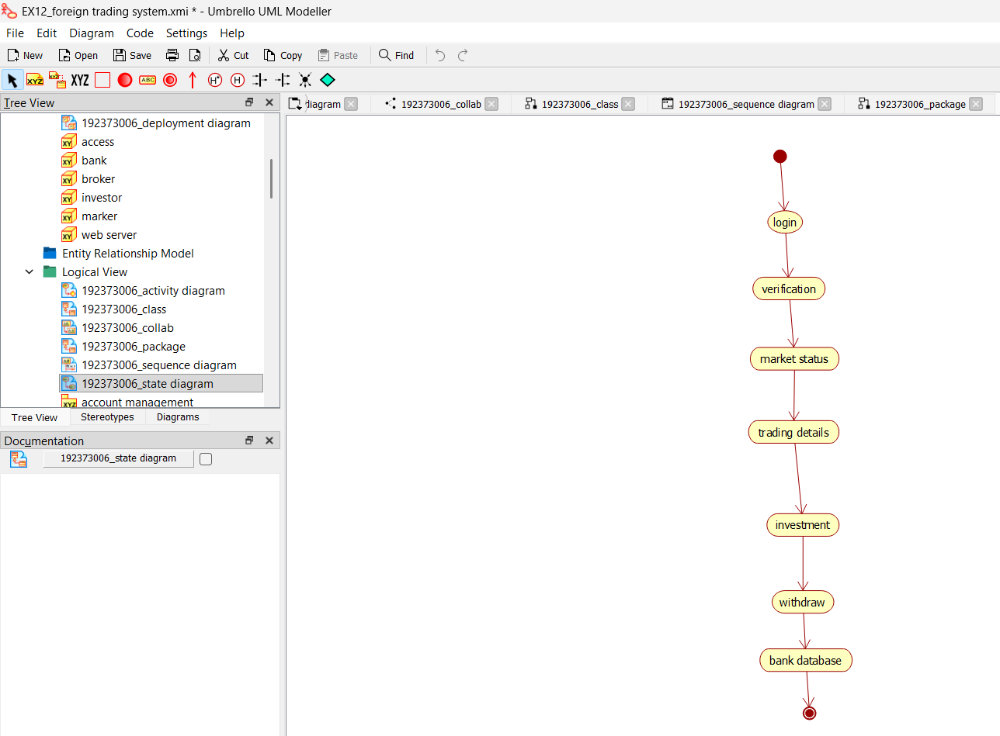 EX12_foreign trading system.xmi * - Umbrello UML Modeller
File Edit Diagram Code Settings Help
New Open Save Cut Copy Paste Find
XYZ XYZ XYZ ABC H* H
Tree View
diagram 192373006_collab 192373006_class 192373006_sequence diagram 192373006_package
192373006_deployment diagram
access
bank
broker
investor
marker
web server
Entity Relationship Model
Logical View
192373006_activity diagram
192373006_class
192373006_collab
192373006_package
192373006_sequence diagram
192373006_state diagram
account management
Tree View Stereotypes Diagrams
Documentation
192373006_state diagram
login
verification
market status
trading details
investment
withdraw
bank database